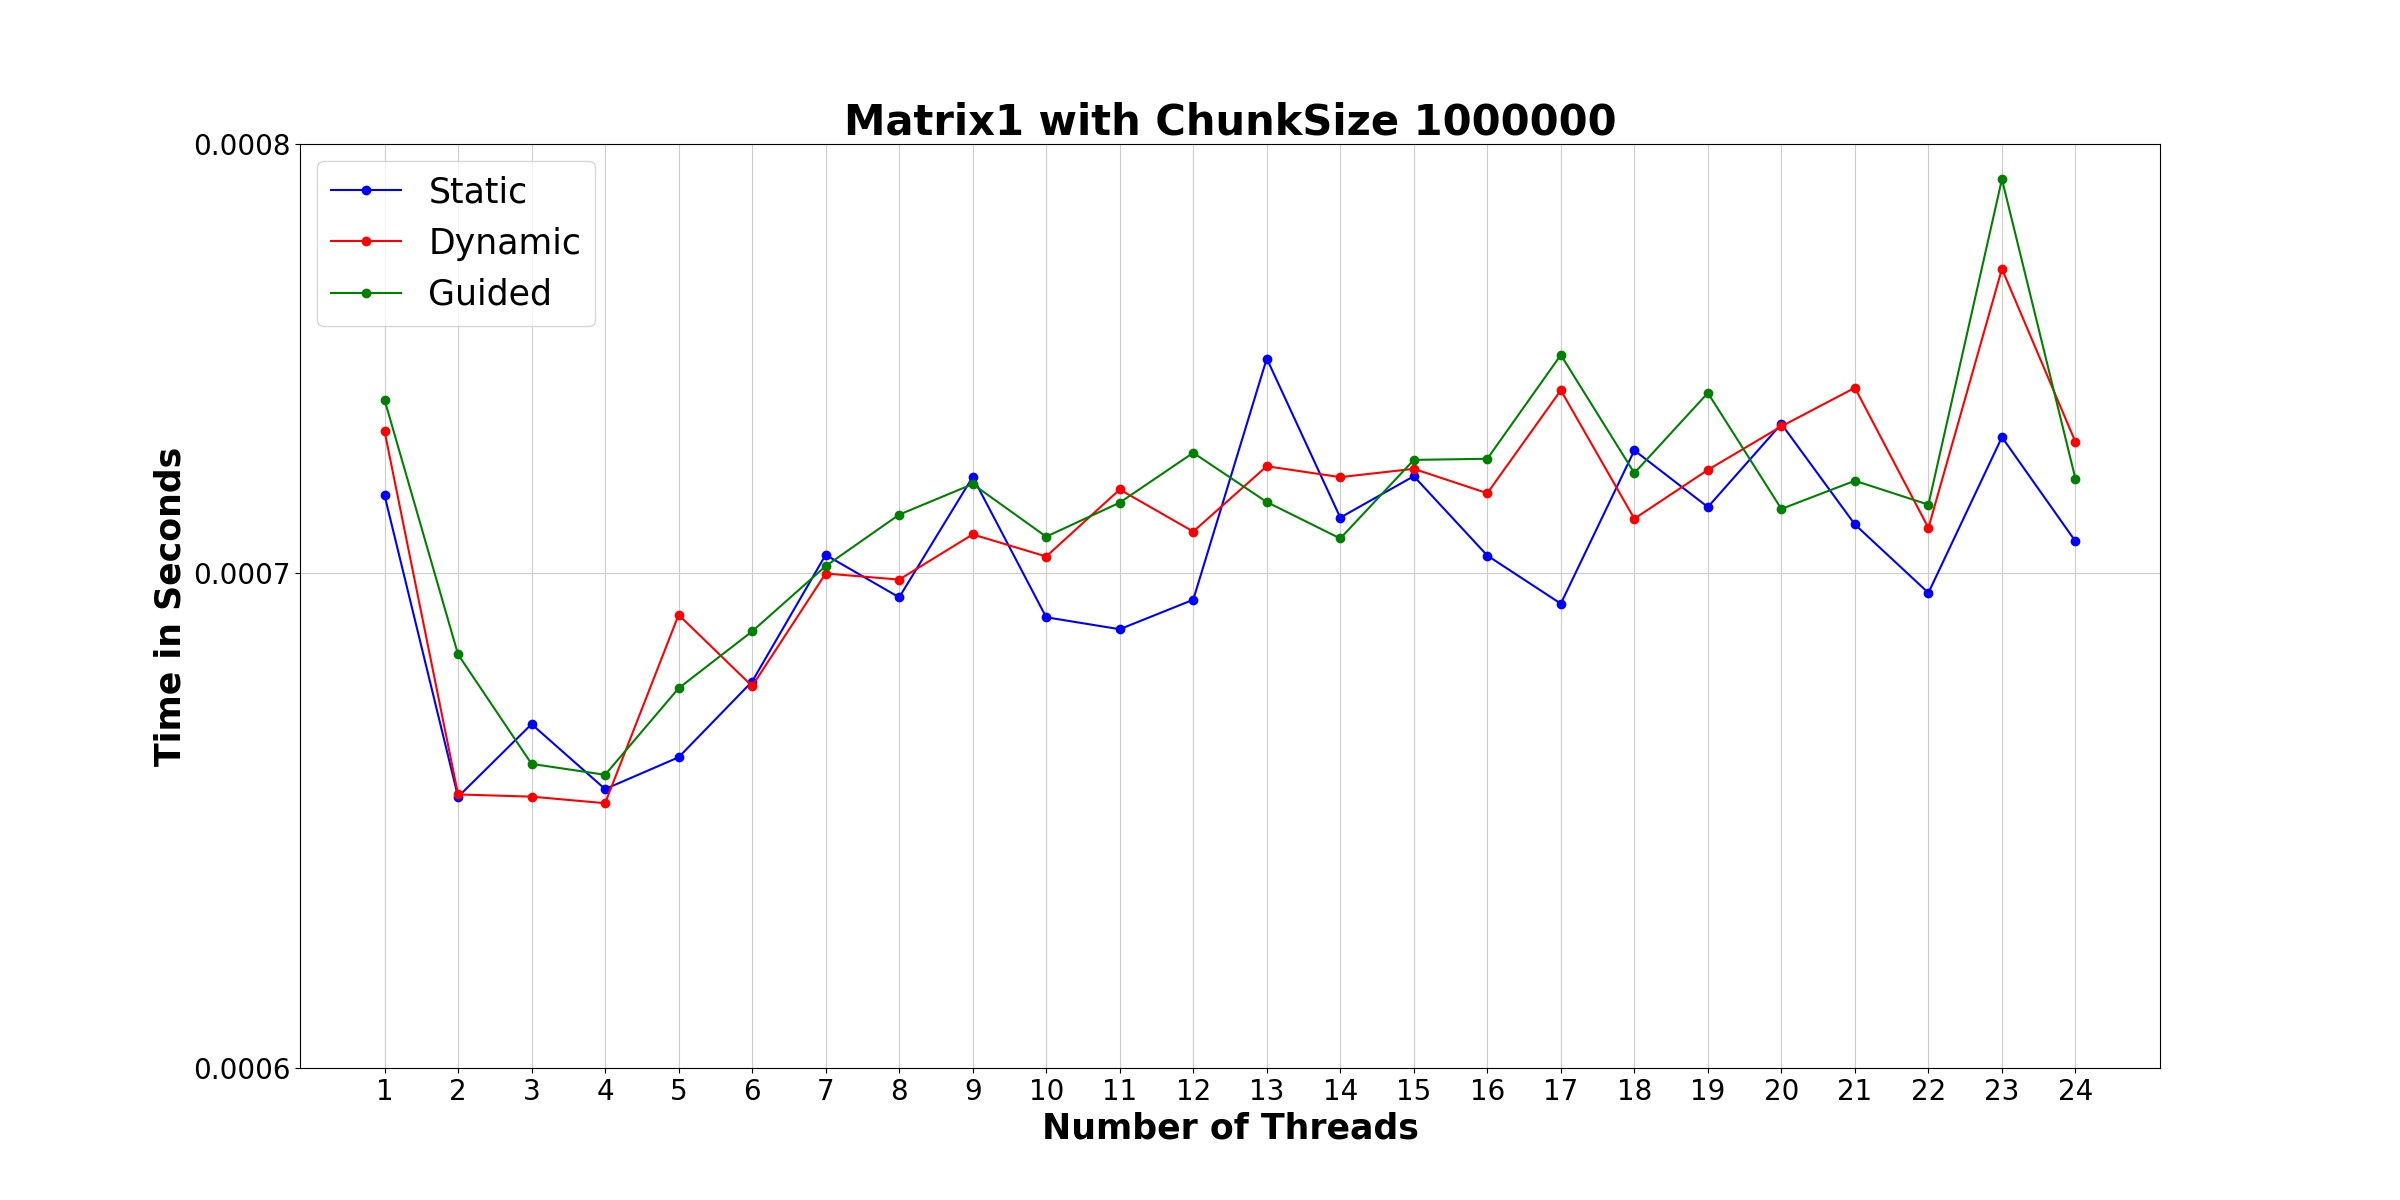 Matrix1 with ChunkSize 1000000
0.0008
0.0007
0.0006
Time in Seconds
Static
Dynamic
Guided
1 2 3 4 5 6 7 8 9 10 11 12 13 14 15 16 17 18 19 20 21 22 23 24
Number of Threads